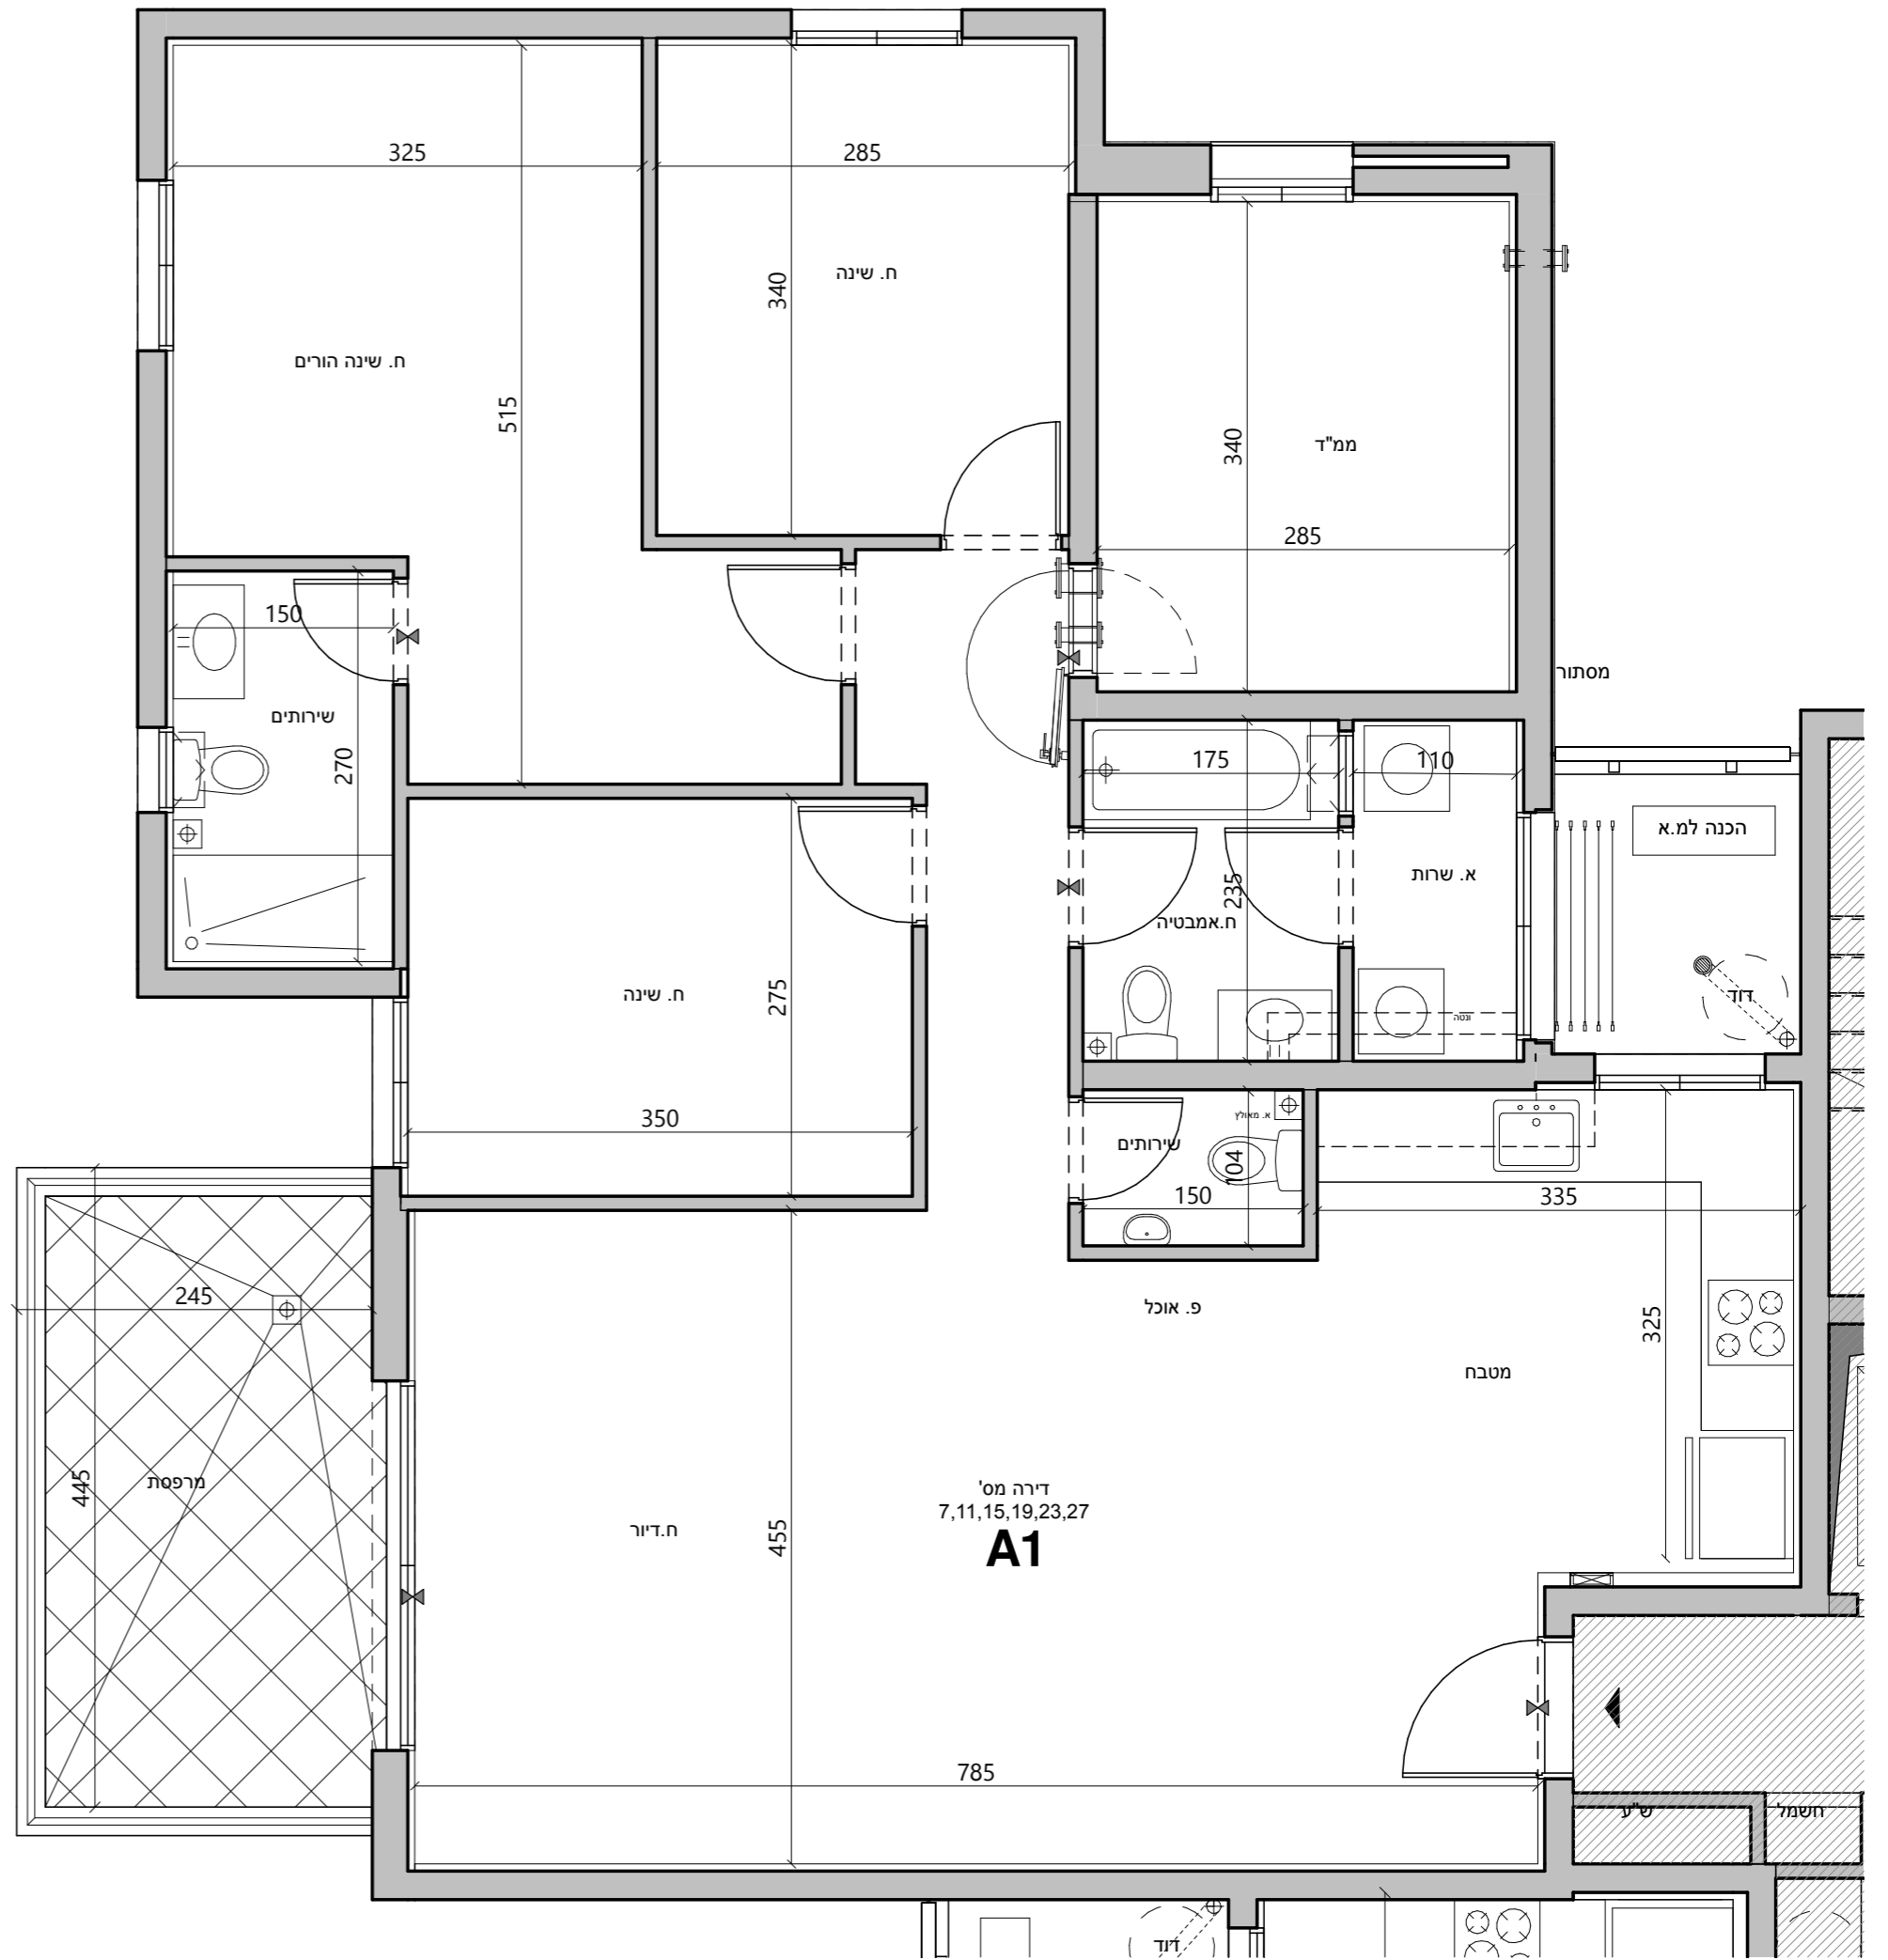 325
285
340
ח. שינה
ח. שינה הורים
515
340
ממ"ד
285
150
שירותים
270
מסתור
175
110
הכנה למ.א
א. שרות
235
ח.אמבטיה
ח. שינה
275
דוד
ונטה
350
א. מאולץ
שירותים
104
150
335
245
פ. אוכל
325
מטבח
445
מרפסת
דירה מס'
7,11,15,19,23,27
A1
ח.דיור
455
785
ש"ע
חשמל
דוד